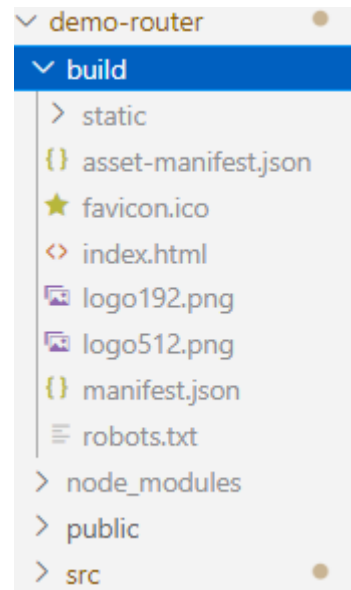 demo-router
build
static
asset-manifest.json
favicon.ico
index.html
logo192.png
logo512.png
manifest.json
robots.txt
node_modules
public
src